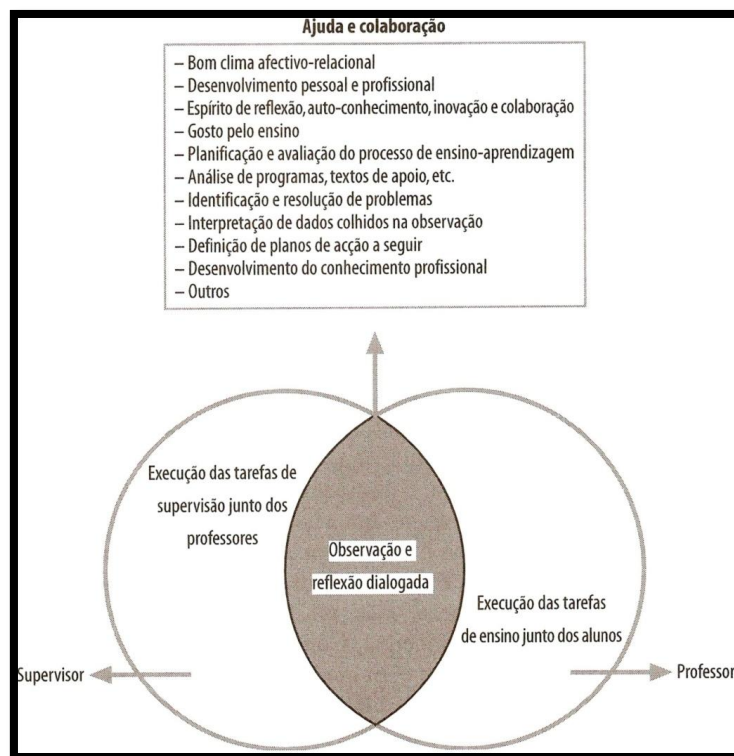 Ajuda e colaboração
– Bom clima afectivo-relacional
– Desenvolvimento pessoal e profissional
– Espírito de reflexão, auto-conhecimento, inovação e colaboração
– Gosto pelo ensino
– Planificação e avaliação do processo de ensino-aprendizagem
– Análise de programas, textos de apoio, etc.
– Identificação e resolução de problemas
– Interpretação de dados colhidos na observação
– Definição de planos de acção a seguir
– Desenvolvimento do conhecimento profissional
– Outros
Execução das tarefas de
supervisão junto dos
professores
Observação e
reflexão dialogada
Execução das tarefas
de ensino junto dos alunos
Supervisor
Professor